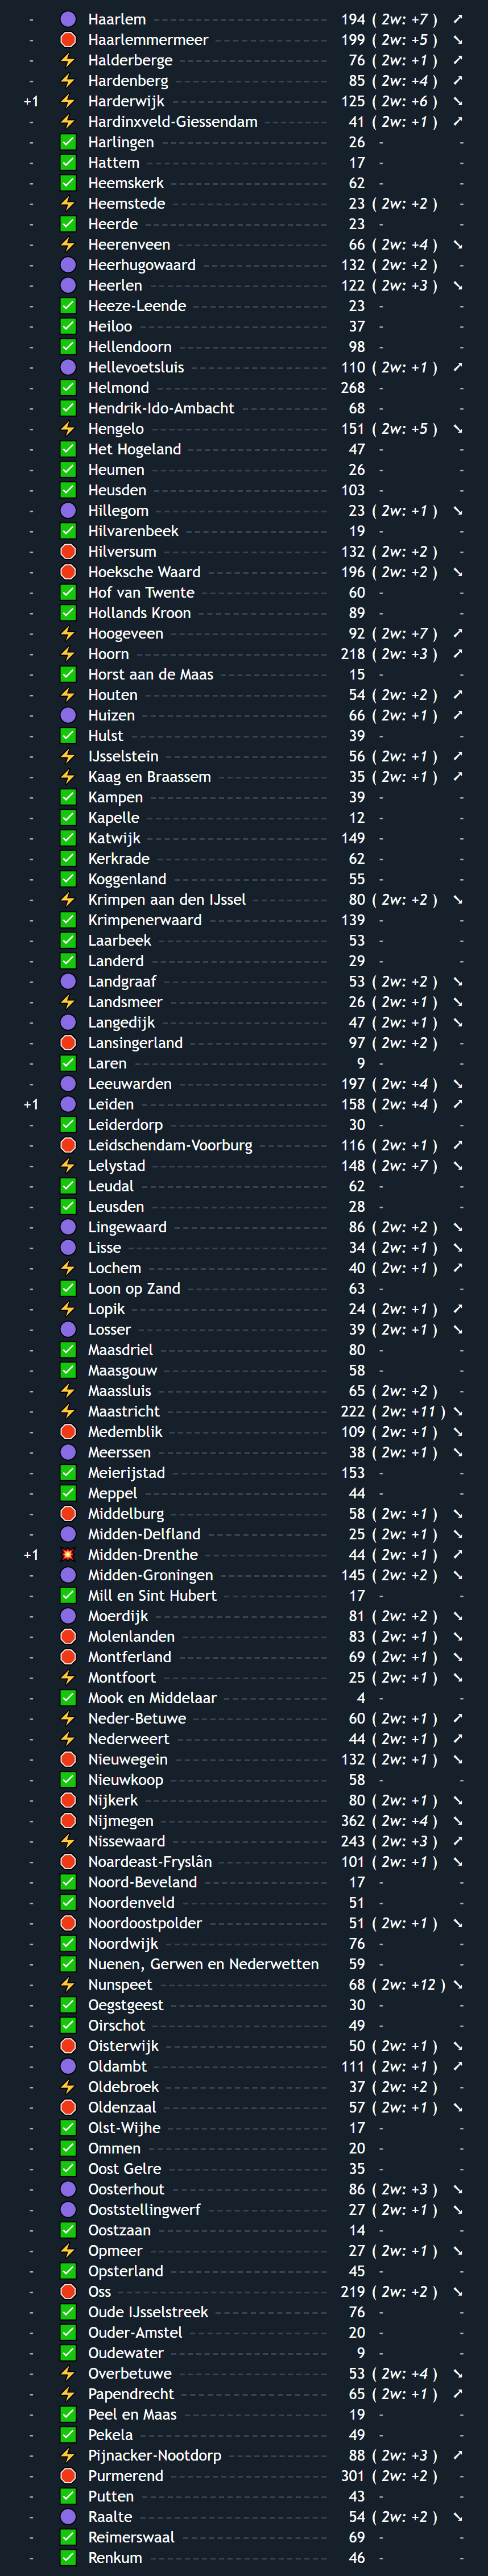 - Haarlem 194 ( 2w: +7 ) ↗
- Haarlemmermeer 199 ( 2w: +5 ) ↘
- Halderberge 76 ( 2w: +1 ) ↗
- Hardenberg 85 ( 2w: +4 ) ↗
+1 Harderwijk 125 ( 2w: +6 ) ↘
- Hardinxveld-Giessendam 41 ( 2w: +1 ) ↗
- Harlingen 26 - -
- Hattem 17 - -
- Heemskerk 62 - -
- Heemstede 23 ( 2w: +2 ) -
- Heerde 23 - -
- Heerenveen 66 ( 2w: +4 ) ↘
- Heerhugowaard 132 ( 2w: +2 ) -
- Heerlen 122 ( 2w: +3 ) ↘
- Heeze-Leende 23 - -
- Heiloo 37 - -
- Hellendoorn 98 - -
- Hellevoetsluis 110 ( 2w: +1 ) ↗
- Helmond 268 - -
- Hendrik-Ido-Ambacht 68 - -
- Hengelo 151 ( 2w: +5 ) ↘
- Het Hogeland 47 - -
- Heumen 26 - -
- Heusden 103 - -
- Hillegom 23 ( 2w: +1 ) ↘
- Hilvarenbeek 19 - -
- Hilversum 132 ( 2w: +2 ) -
- Hoeksche Waard 196 ( 2w: +2 ) ↘
- Hof van Twente 60 - -
- Hollands Kroon 89 - -
- Hoogeveen 92 ( 2w: +7 ) ↗
- Hoorn 218 ( 2w: +3 ) ↗
- Horst aan de Maas 15 - -
- Houten 54 ( 2w: +2 ) ↗
- Huizen 66 ( 2w: +1 ) ↗
- Hulst 39 - -
- IJsselstein 56 ( 2w: +1 ) ↗
- Kaag en Braassem 35 ( 2w: +1 ) ↗
- Kampen 39 - -
- Kapelle 12 - -
- Katwijk 149 - -
- Kerkrade 62 - -
- Koggenland 55 - -
- Krimpen aan den IJssel 80 ( 2w: +2 ) ↘
- Krimpenerwaard 139 - -
- Laarbeek 53 - -
- Landerd 29 - -
- Landgraaf 53 ( 2w: +2 ) ↘
- Landsmeer 26 ( 2w: +1 ) ↘
- Langedijk 47 ( 2w: +1 ) ↘
- Lansingerland 97 ( 2w: +2 ) -
- Laren 9 - -
- Leeuwarden 197 ( 2w: +4 ) ↘
+1 Leiden 158 ( 2w: +4 ) ↗
- Leiderdorp 30 - -
- Leidschendam-Voorburg 116 ( 2w: +1 ) ↗
- Lelystad 148 ( 2w: +7 ) ↘
- Leudal 62 - -
- Leusden 28 - -
- Lingewaard 86 ( 2w: +2 ) ↘
- Lisse 34 ( 2w: +1 ) ↘
- Lochem 40 ( 2w: +1 ) ↗
- Loon op Zand 63 - -
- Lopik 24 ( 2w: +1 ) ↗
- Losser 39 ( 2w: +1 ) ↘
- Maasdriel 80 - -
- Maasgouw 58 - -
- Maassluis 65 ( 2w: +2 ) -
- Maastricht 222 ( 2w: +11 ) ↘
- Medemblik 109 ( 2w: +1 ) ↘
- Meerssen 38 ( 2w: +1 ) ↘
- Meierijstad 153 - -
- Meppel 44 - -
- Middelburg 58 ( 2w: +1 ) ↘
- Midden-Delfland 25 ( 2w: +1 ) ↘
+1 Midden-Drenthe 44 ( 2w: +1 ) ↗
- Midden-Groningen 145 ( 2w: +2 ) ↘
- Mill en Sint Hubert 17 - -
- Moerdijk 81 ( 2w: +2 ) ↘
- Molenlanden 83 ( 2w: +1 ) ↘
- Montferland 69 ( 2w: +1 ) ↘
- Montfoort 25 ( 2w: +1 ) ↘
- Mook en Middelaar 4 - -
- Neder-Betuwe 60 ( 2w: +1 ) ↗
- Nederweert 44 ( 2w: +1 ) ↗
- Nieuwegein 132 ( 2w: +1 ) ↘
- Nieuwkoop 58 - -
- Nijkerk 80 ( 2w: +1 ) ↘
- Nijmegen 362 ( 2w: +4 ) ↘
- Nissewaard 243 ( 2w: +3 ) ↗
- Noardeast-Fryslân 101 ( 2w: +1 ) ↘
- Noord-Beveland 17 - -
- Noordenveld 51 - -
- Noordoostpolder 51 ( 2w: +1 ) ↘
- Noordwijk 76 - -
- Nuenen, Gerwen en Nederwetten 59 - -
- Nunspeet 68 ( 2w: +12 ) ↘
- Oegstgeest 30 - -
- Oirschot 49 - -
- Oisterwijk 50 ( 2w: +1 ) ↘
- Oldambt 111 ( 2w: +1 ) ↗
- Oldebroek 37 ( 2w: +2 ) -
- Oldenzaal 57 ( 2w: +1 ) ↘
- Olst-Wijhe 17 - -
- Ommen 20 - -
- Oost Gelre 35 - -
- Oosterhout 86 ( 2w: +3 ) ↘
- Ooststellingwerf 27 ( 2w: +1 ) ↘
- Oostzaan 14 - -
- Opmeer 27 ( 2w: +1 ) ↘
- Opsterland 45 - -
- Oss 219 ( 2w: +2 ) ↘
- Oude IJsselstreek 76 - -
- Ouder-Amstel 20 - -
- Oudewater 9 - -
- Overbetuwe 53 ( 2w: +4 ) ↘
- Papendrecht 65 ( 2w: +1 ) ↗
- Peel en Maas 19 - -
- Pekela 49 - -
- Pijnacker-Nootdorp 88 ( 2w: +3 ) ↗
- Purmerend 301 ( 2w: +2 ) -
- Putten 43 - -
- Raalte 54 ( 2w: +2 ) ↘
- Reimerswaal 69 - -
- Renkum 46 - -